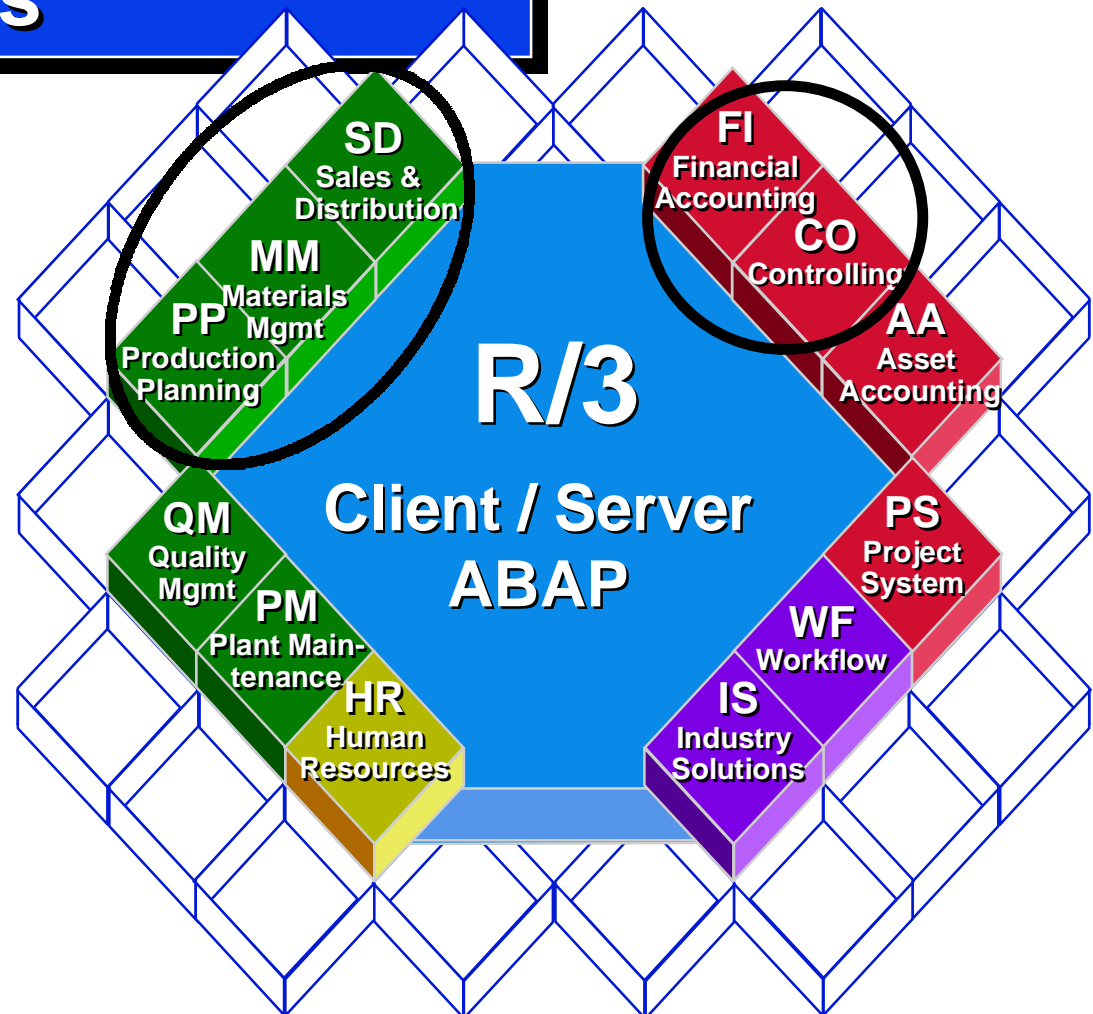 s
SD
Sales &
Distribution
MM
Materials
Mgmt
PP
Production
Planning
FI
Financial
Accounting
CO
Controlling
AA
Asset
Accounting
R/3
Client / Server
ABAP
QM
Quality
Mgmt
PM
Plant Main-
tenance
HR
Human
Resources
PS
Project
System
WF
Workflow
IS
Industry
Solutions